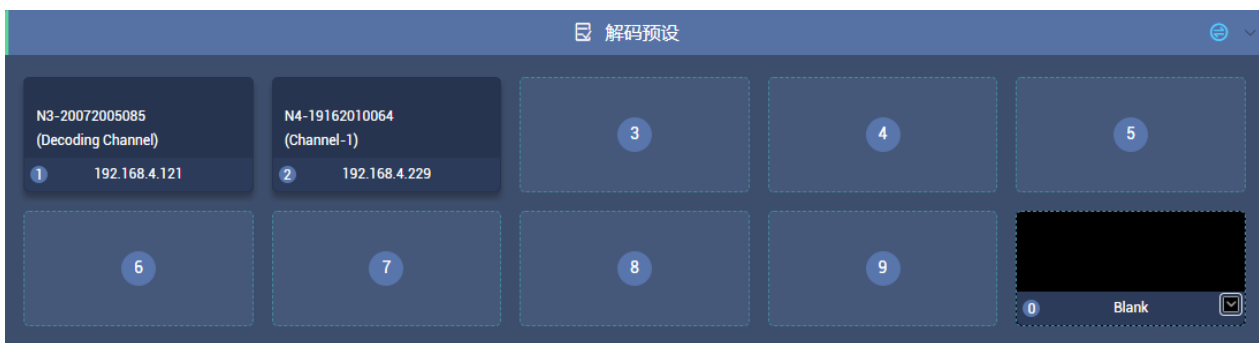 解码预设
N3-20072005085
(Decoding Channel)
1 192.168.4.121
N4-19162010064
(Channel-1)
2 192.168.4.229
3
4
5
6
7
8
9
0 Blank